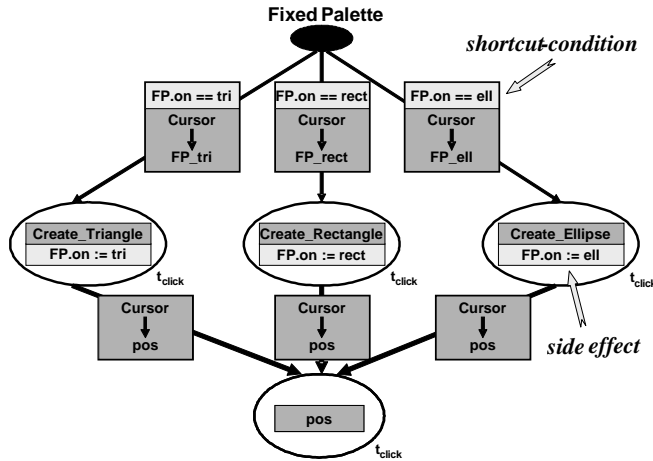 Fixed Palette
shortcut-condition
FP.on == tri
FP.on == rect
FP.on == ell
Cursor
FP_tri
Cursor
FP_rect
Cursor
FP_ell
Create_Triangle
FP.on := tri
t_click
Create_Rectangle
FP.on := rect
t_click
Create_Ellipse
FP.on := ell
t_click
Cursor
pos
Cursor
pos
Cursor
pos
side effect
pos
t_click